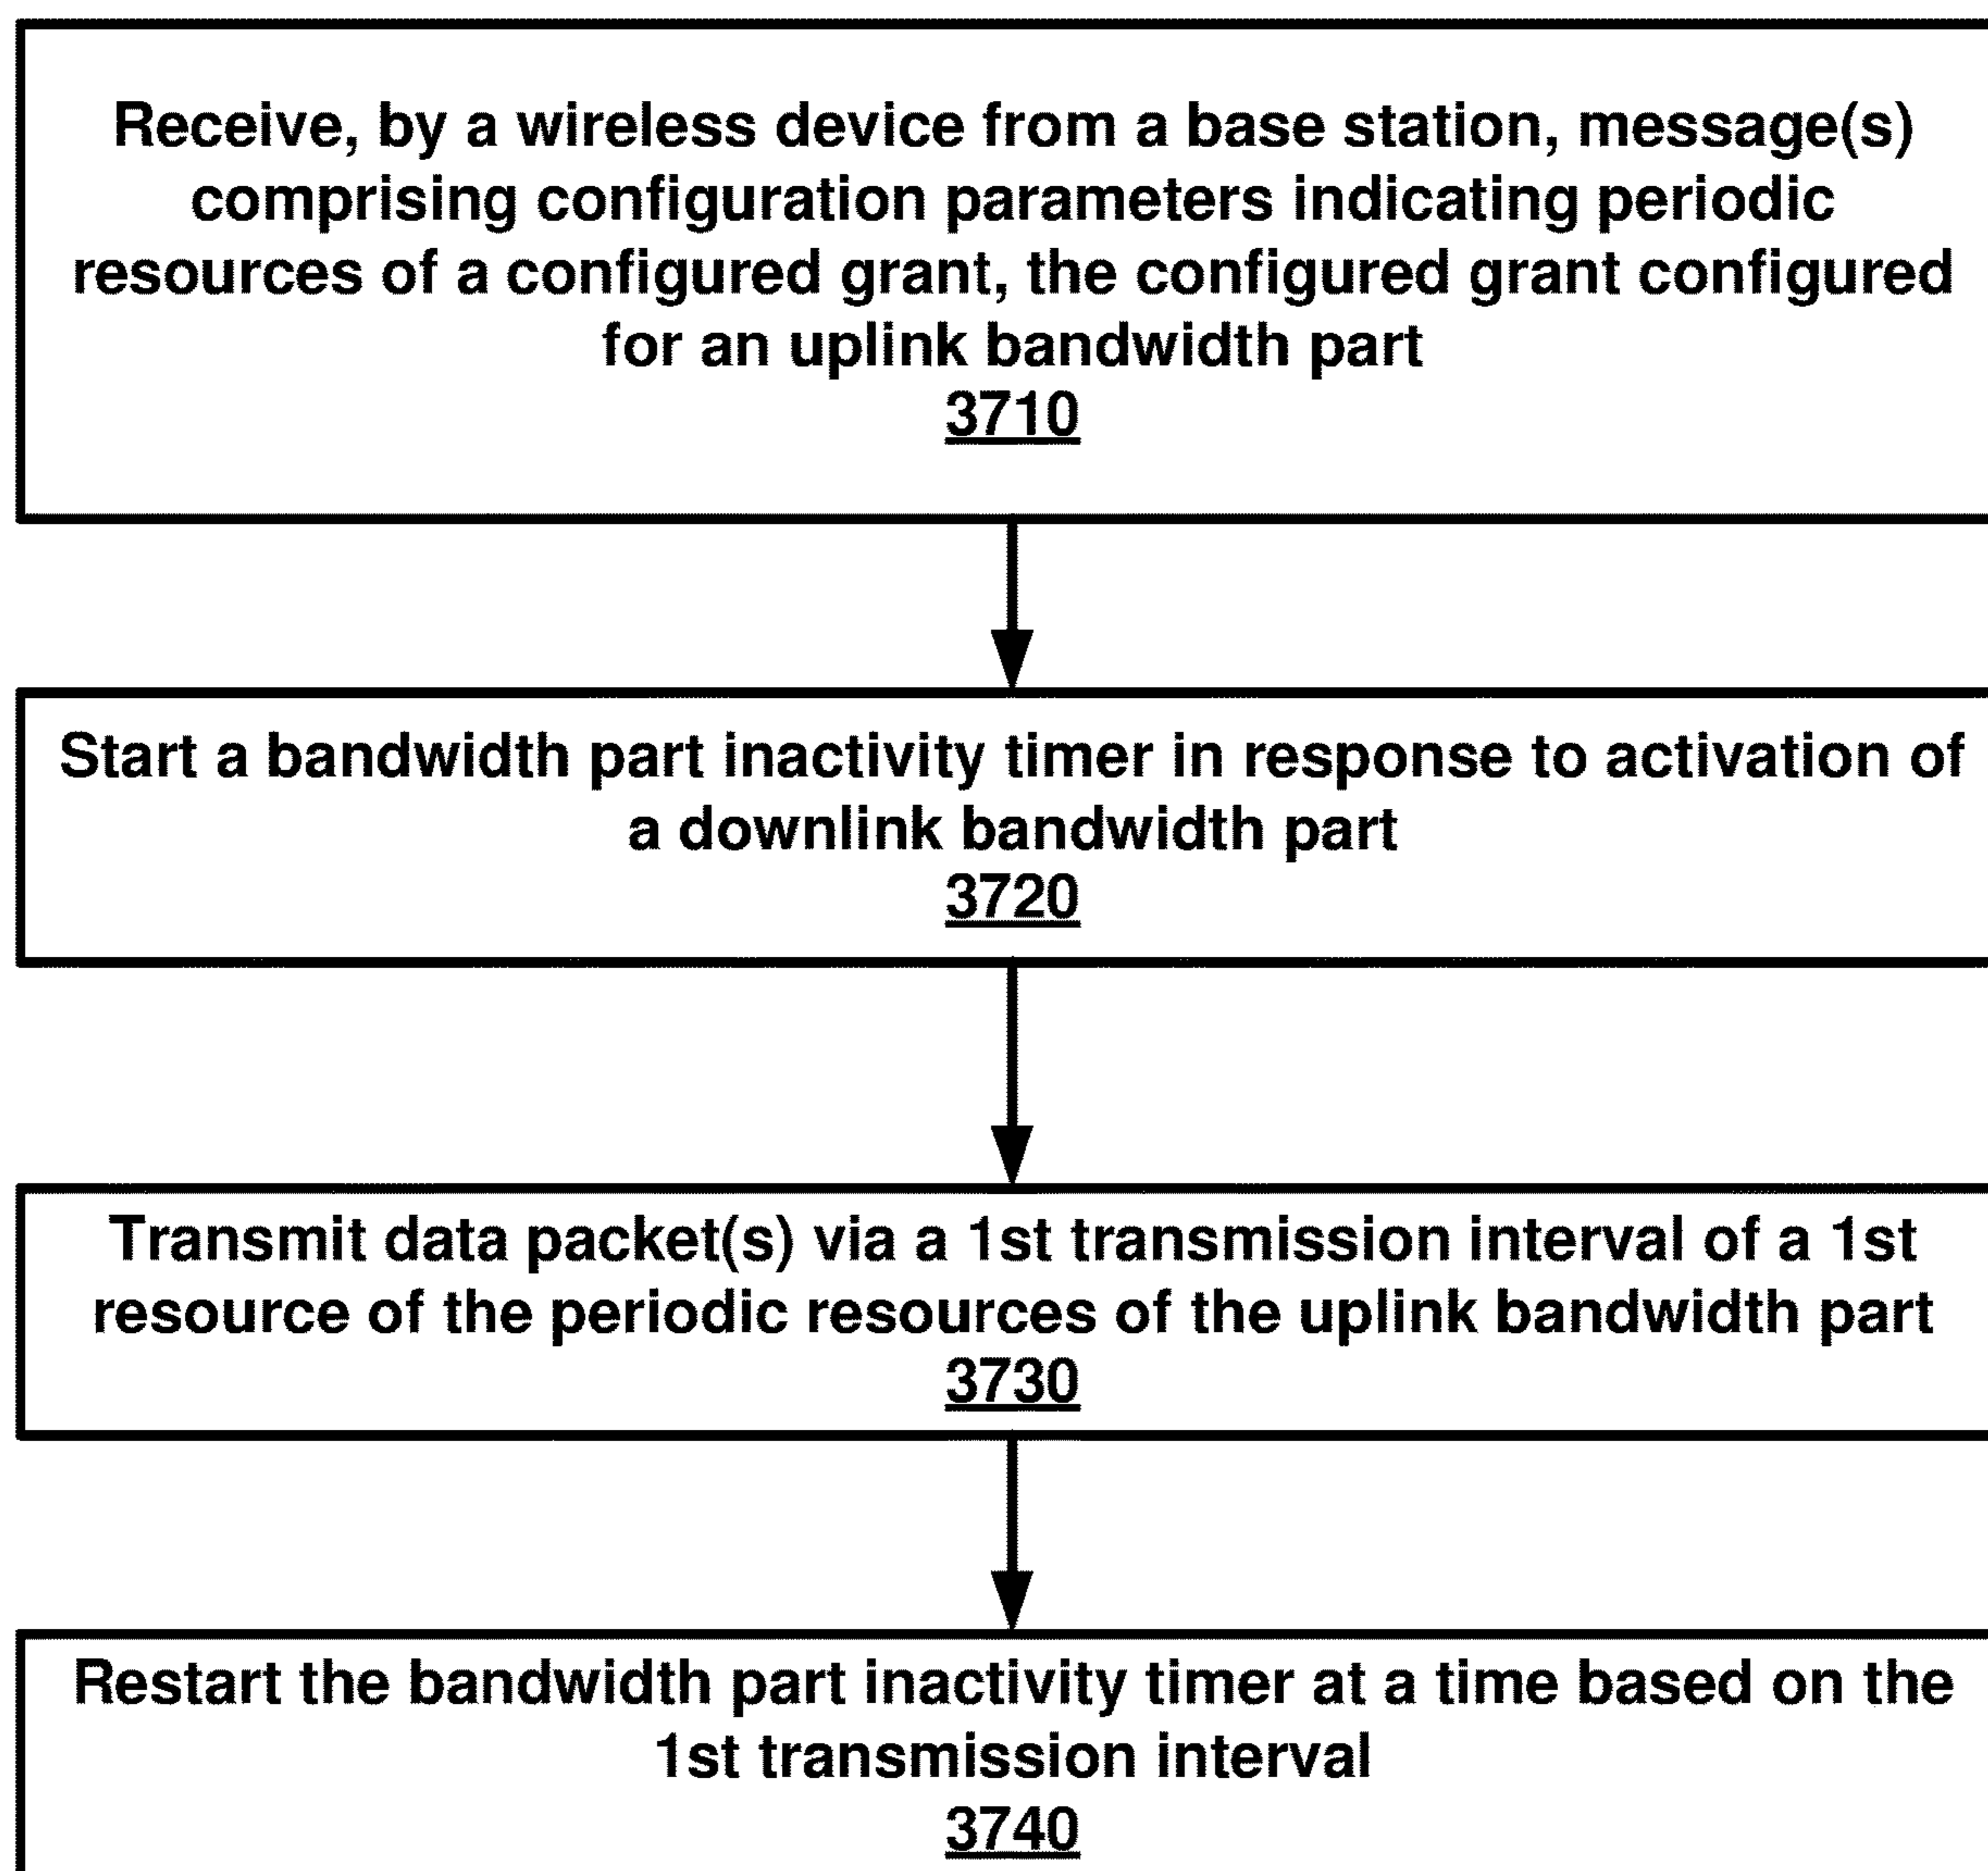 Receive, by a wireless device from a base station, message(s)
comprising configuration parameters indicating periodic
resources of a configured grant, the configured grant configured
for an uplink bandwidth part
3710
Start a bandwidth part inactivity timer in response to activation of
a downlink bandwidth part
3720
Transmit data packet(s) via a 1st transmission interval of a 1st
resource of the periodic resources of the uplink bandwidth part
3730
Restart the bandwidth part inactivity timer at a time based on the
1st transmission interval
3740